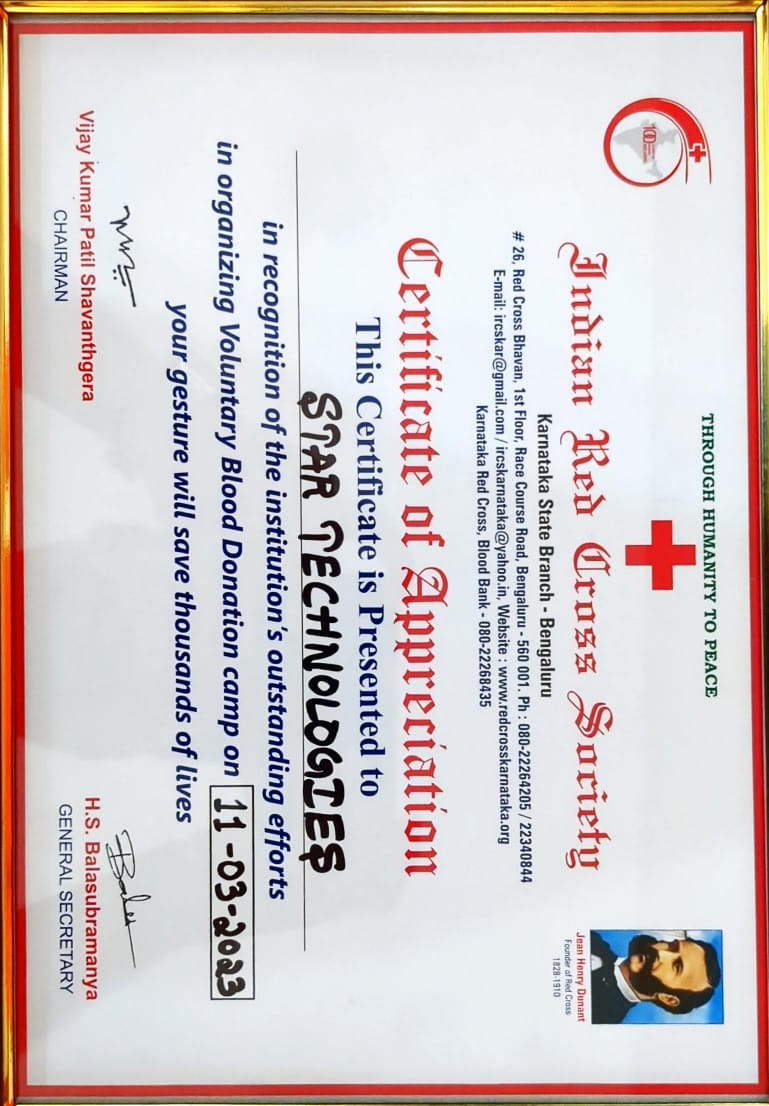 THROUGH HUMANITY TO PEACE
100
Indian Red Cross Society
Jean Henry Dunant
Founder of Red Cross
1828-1910
Karnataka State Branch - Bengaluru
# 26, Red Cross Bhavan, 1st Floor, Race Course Road, Bengaluru - 560 001. Ph : 080-22264205 / 22340844
E-mail: ircskar@gmail.com / ircskarnataka@yahoo.in, Website : www.redcrosskarnataka.org
Karnataka Red Cross, Blood Bank - 080-22268435
Certificate of Appreciation
This Certificate is Presented to
STAR TECHNOLOGIES
in recognition of the institution's outstanding efforts
in organizing Voluntary Blood Donation camp on 11-03-2023
your gesture will save thousands of lives
Vijay Kumar Patil Shavanthgera
CHAIRMAN
H.S. Balasubramanya
GENERAL SECRETARY